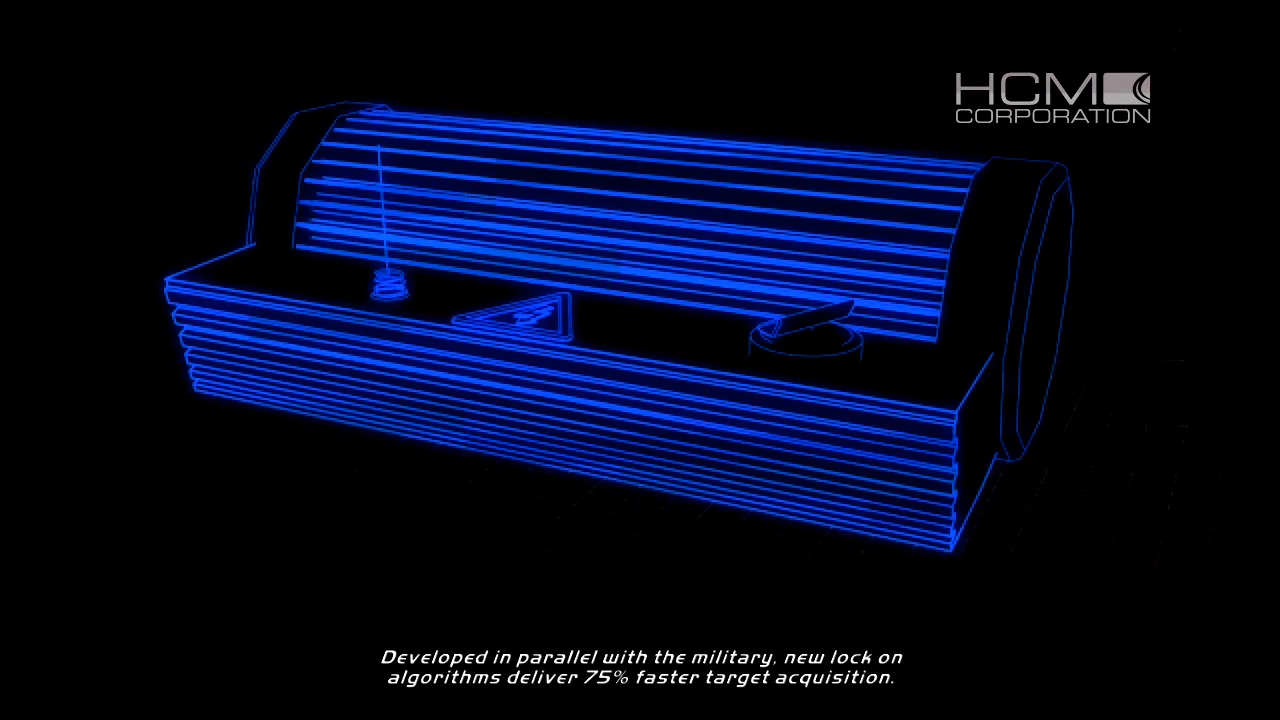 HCM
CORPORATION
Developed in parallel with the military, new lock on
algorithms deliver 75% faster target acquisition.